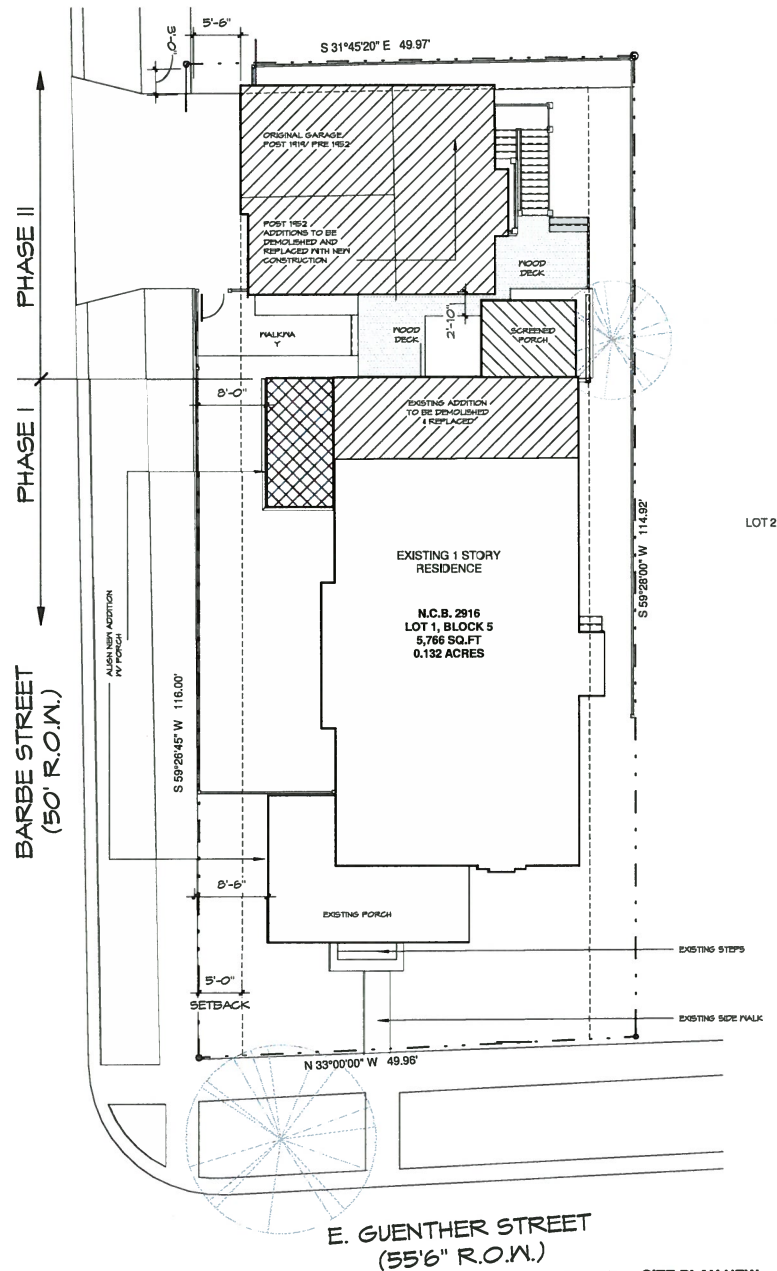 5'-6"
3'-0"
S 31°45'20" E 49.97'
ORIGINAL GARAGE
POST 1919/ PRE 1952
POST 1952
ADDITIONS TO BE
DEMOLISHED AND
REPLACED WITH NEW
CONSTRUCTION
WOOD
DECK
PHASE II
WALKWA
Y
WOOD
DECK
2'-10"
SCREENED
PORCH
8'-0"
EXISTING ADDITION
TO BE DEMOLISHED
& REPLACED
PHASE I
S 59°28'00" W 114.92'
LOT 2
EXISTING 1 STORY
RESIDENCE
N.C.B. 2916
LOT 1, BLOCK 5
5,766 SQ.FT
0.132 ACRES
ALIGN NEW ADDITION
W/ PORCH
S 59°26'45" W 116.00'
BARBE STREET
(50' R.O.W.)
8'-6"
EXISTING PORCH
EXISTING STEPS
5'-0"
SETBACK
EXISTING SIDE WALK
N 33°00'00" W 49.96'
E. GUENTHER STREET
(55'6" R.O.W.)